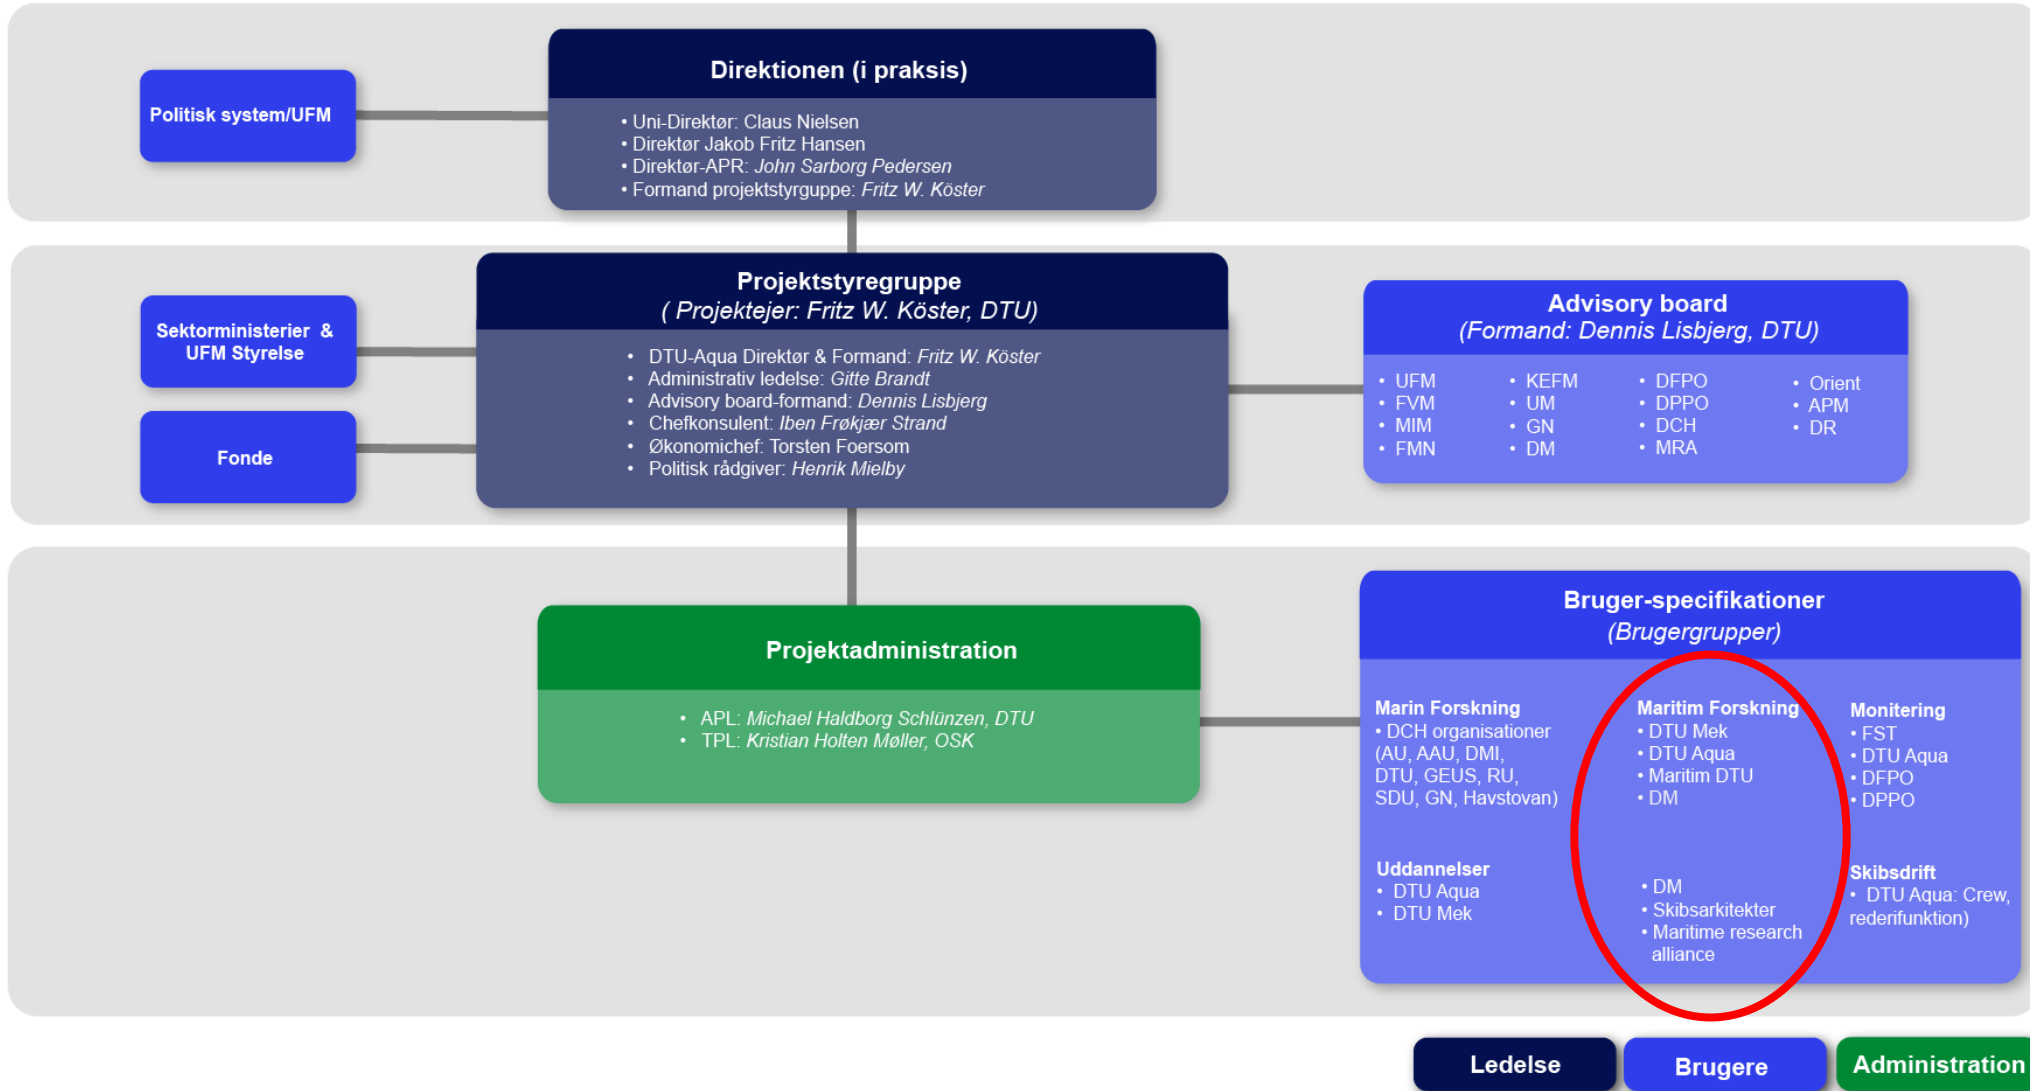 Direktionen (i praksis)
Politisk system/UFM
• Uni-Direktør: Claus Nielsen
• Direktør Jakob Fritz Hansen
• Direktør-APR: John Sarborg Pedersen
• Formand projektstyrguppe: Fritz W. Köster
Projektstyregruppe
( Projektejer: Fritz W. Köster, DTU)
Sektorministerier &
UFM Styrelse
Fonde
• DTU-Aqua Direktør & Formand: Fritz W. Köster
• Administrativ ledelse: Gitte Brandt
• Advisory board-formand: Dennis Lisbjerg
• Chefkonsulent: Iben Frøkjær Strand
• Økonomichef: Torsten Foersom
• Politisk rådgiver: Henrik Mielby
Advisory board
(Formand: Dennis Lisbjerg, DTU)
• UFM
• FVM
• MIM
• FMN
• KEFM
• UM
• GN
• DM
• DFPO
• DPPO
• DCH
• MRA
• Orient
• APM
• DR
Projektadministration
• APL: Michael Haldborg Schlünzen, DTU
• TPL: Kristian Holten Møller, OSK
Bruger-specifikationer
(Brugergrupper)
Marin Forskning
• DCH organisationer
(AU, AAU, DMI,
DTU, GEUS, RU,
SDU, GN, Havstovan)
Maritim Forskning
• DTU Mek
• DTU Aqua
• Maritim DTU
• DM
Monitering
• FST
• DTU Aqua
• DFPO
• DPPO
Uddannelser
• DTU Aqua
• DTU Mek
• DM
• Skibsarkitekter
• Maritime research
alliance
Skibsdrift
• DTU Aqua: Crew,
rederifunktion)
Ledelse
Brugere
Administration